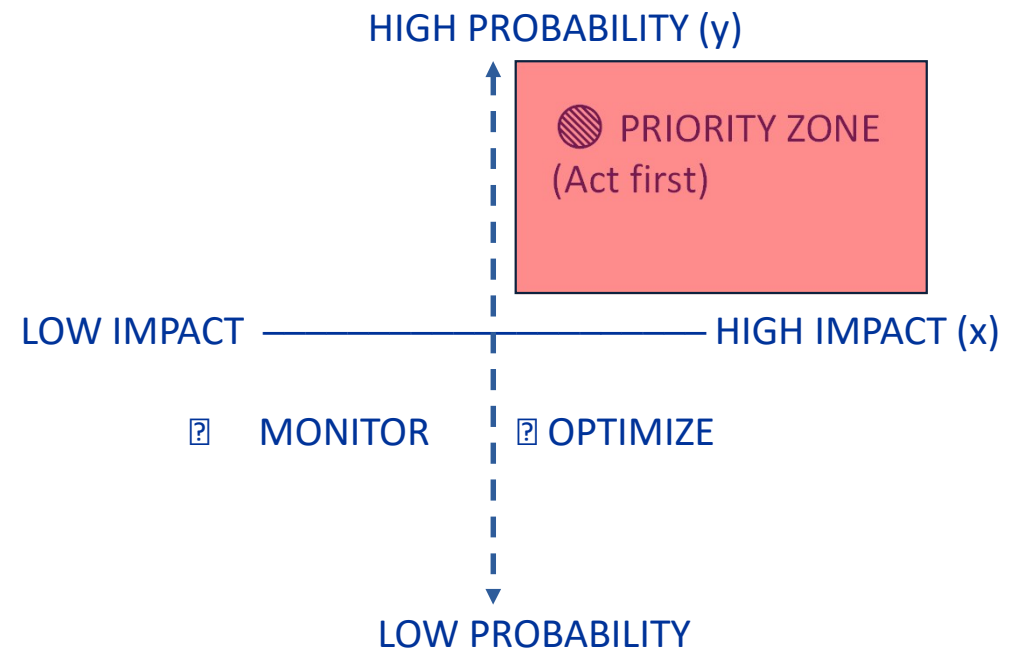 HIGH PROBABILITY (y)
PRIORITY ZONE
(Act first)
LOW IMPACT HIGH IMPACT (x)
MONITOR OPTIMIZE
LOW PROBABILITY